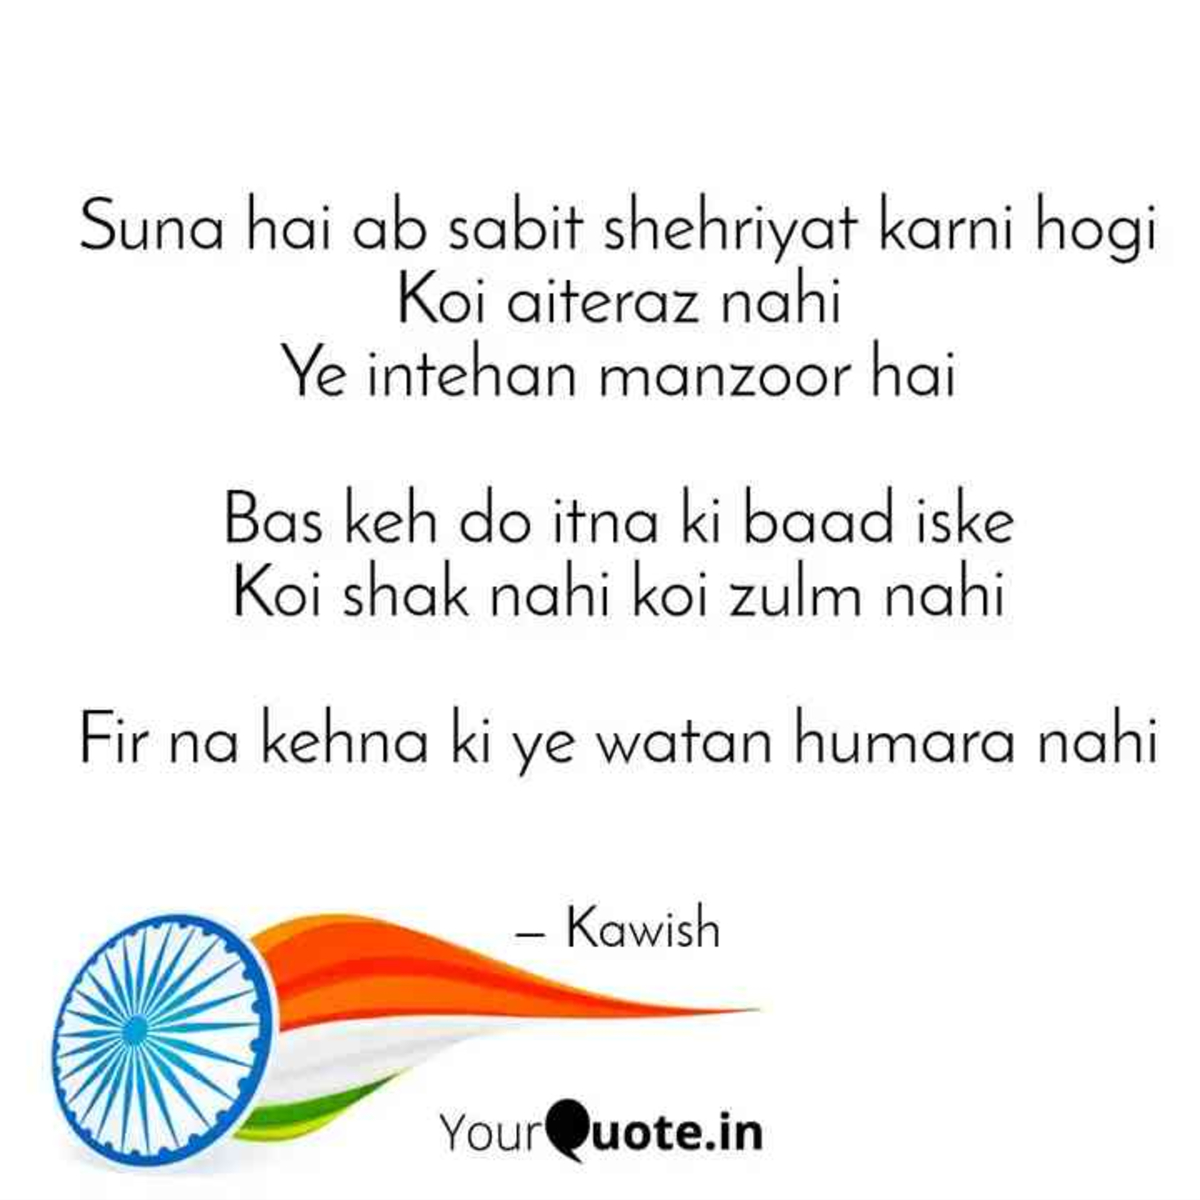 Suna hai ab sabit shehriyat karni hogi
Koi aiteraz nahi
Ye intehan manzoor hai
Bas keh do itna ki baad iske
Koi shak nahi koi zulm nahi
Fir na kehna ki ye watan humara nahi
– Kawish
YourQuote.in